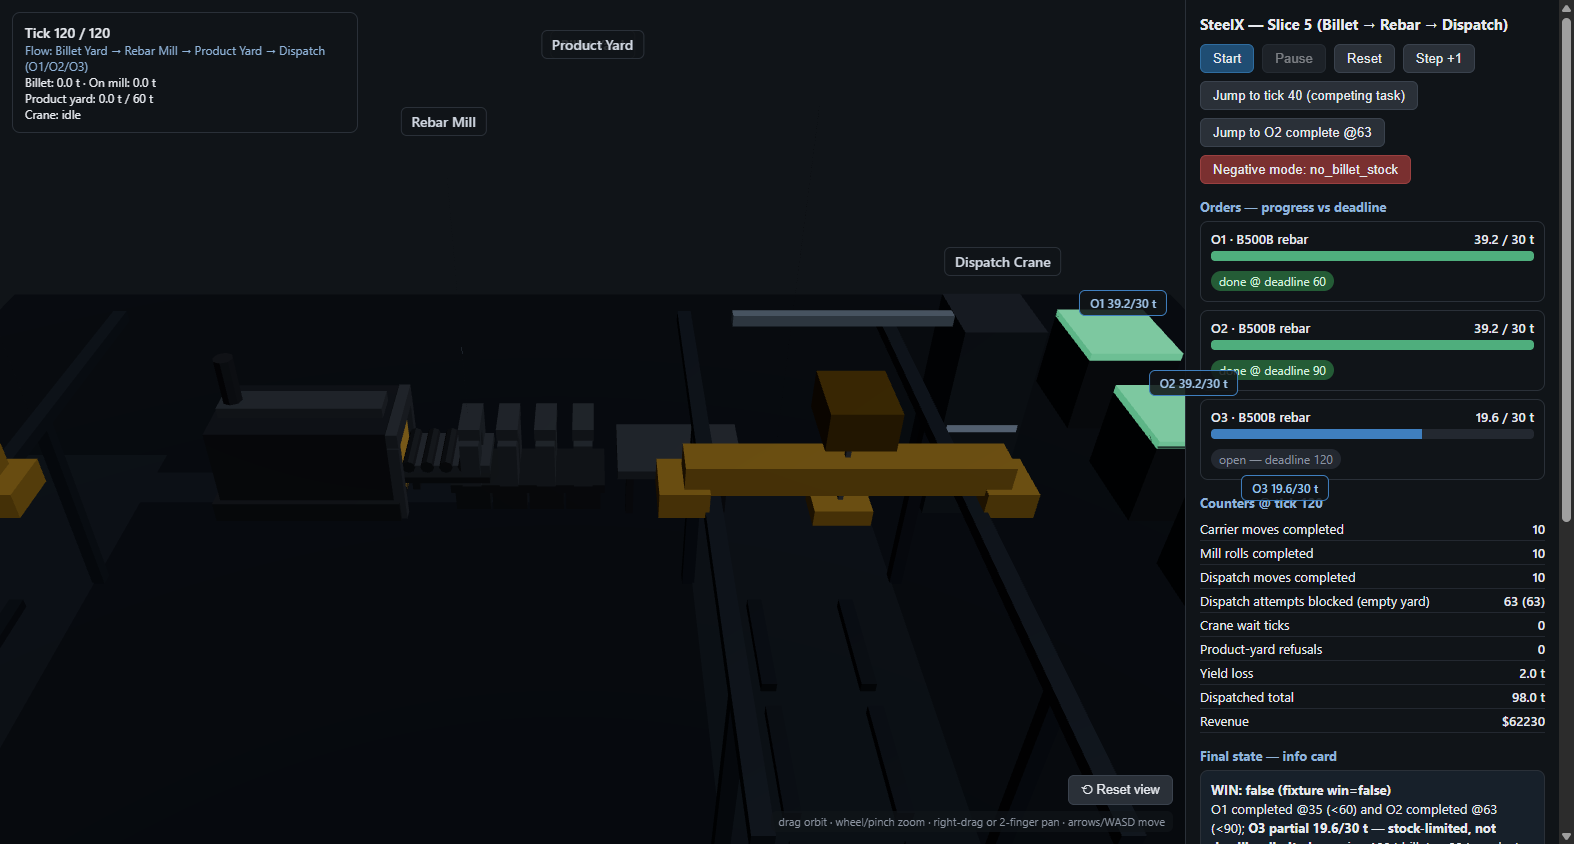 Tick 120 / 120
Flow: Billet Yard → Rebar Mill → Product Yard → Dispatch
(O1/O2/O3)
Billet: 0.0 t · On mill: 0.0 t
Product yard: 0.0 t / 60 t
Crane: idle
Product Yard
Rebar Mill
Dispatch Crane
O1 39.2/30 t
O2 39.2/30 t
O3 19.6/30 t
⟲ Reset view
drag orbit · wheel/pinch zoom · right-drag or 2-finger pan · arrows/WASD move
SteelX — Slice 5 (Billet → Rebar → Dispatch)
Start
Pause
Reset
Step +1
Jump to tick 40 (competing task)
Jump to O2 complete @63
Negative mode: no_billet_stock
Orders — progress vs deadline
O1 · B500B rebar 39.2 / 30 t
done @ deadline 60
O2 · B500B rebar 39.2 / 30 t
done @ deadline 90
O3 · B500B rebar 19.6 / 30 t
open — deadline 120
Counters @ tick 120
Carrier moves completed 10
Mill rolls completed 10
Dispatch moves completed 10
Dispatch attempts blocked (empty yard) 63 (63)
Crane wait ticks 0
Product-yard refusals 0
Yield loss 2.0 t
Dispatched total 98.0 t
Revenue $62230
Final state — info card
WIN: false (fixture win=false)
O1 completed @35 (<60) and O2 completed @63
(<90); O3 partial 19.6/30 t — stock-limited, not